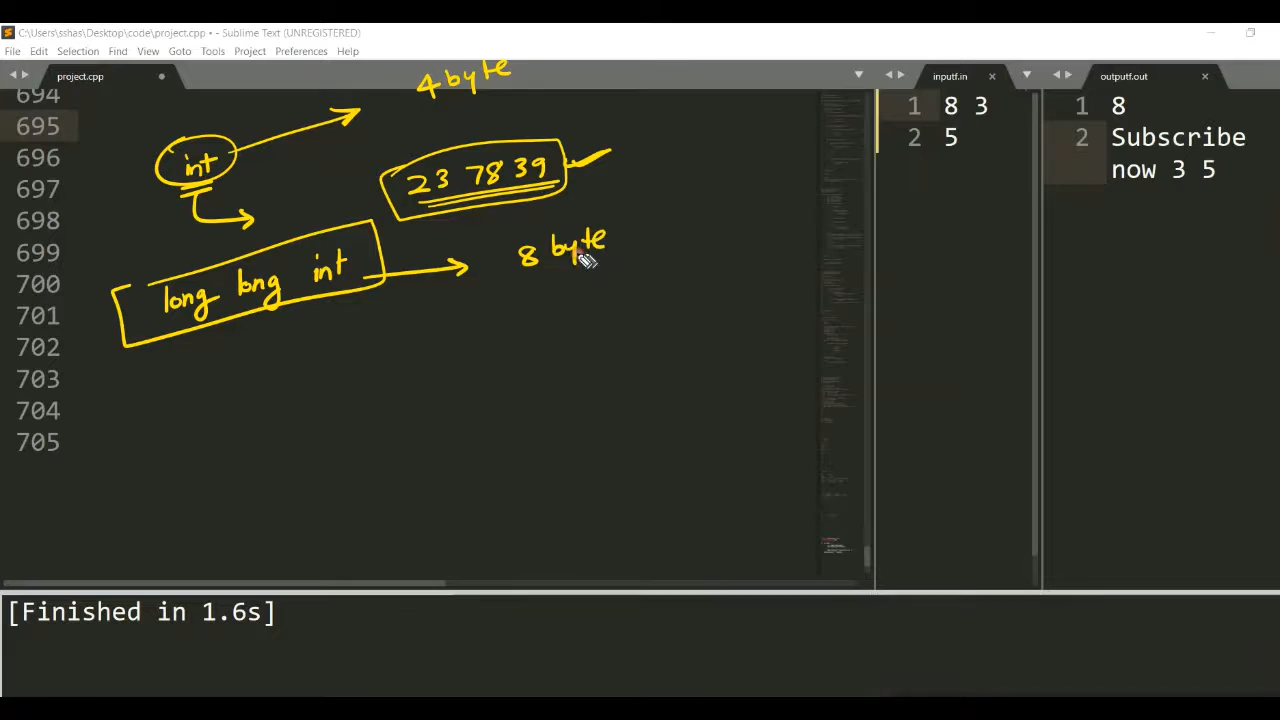 C:\Users\sshas\Desktop\code\project.cpp • - Sublime Text (UNREGISTERED)
File Edit Selection Find View Goto Tools Project Preferences Help
project.cpp
694
695
696
697
698
699
700
701
702
703
704
705
4 byte
int
23 78 39
long long int
8 byte
inputf.in
1 8 3
2 5
outputf.out
1 8
2 Subscribe
now 3 5
[Finished in 1.6s]